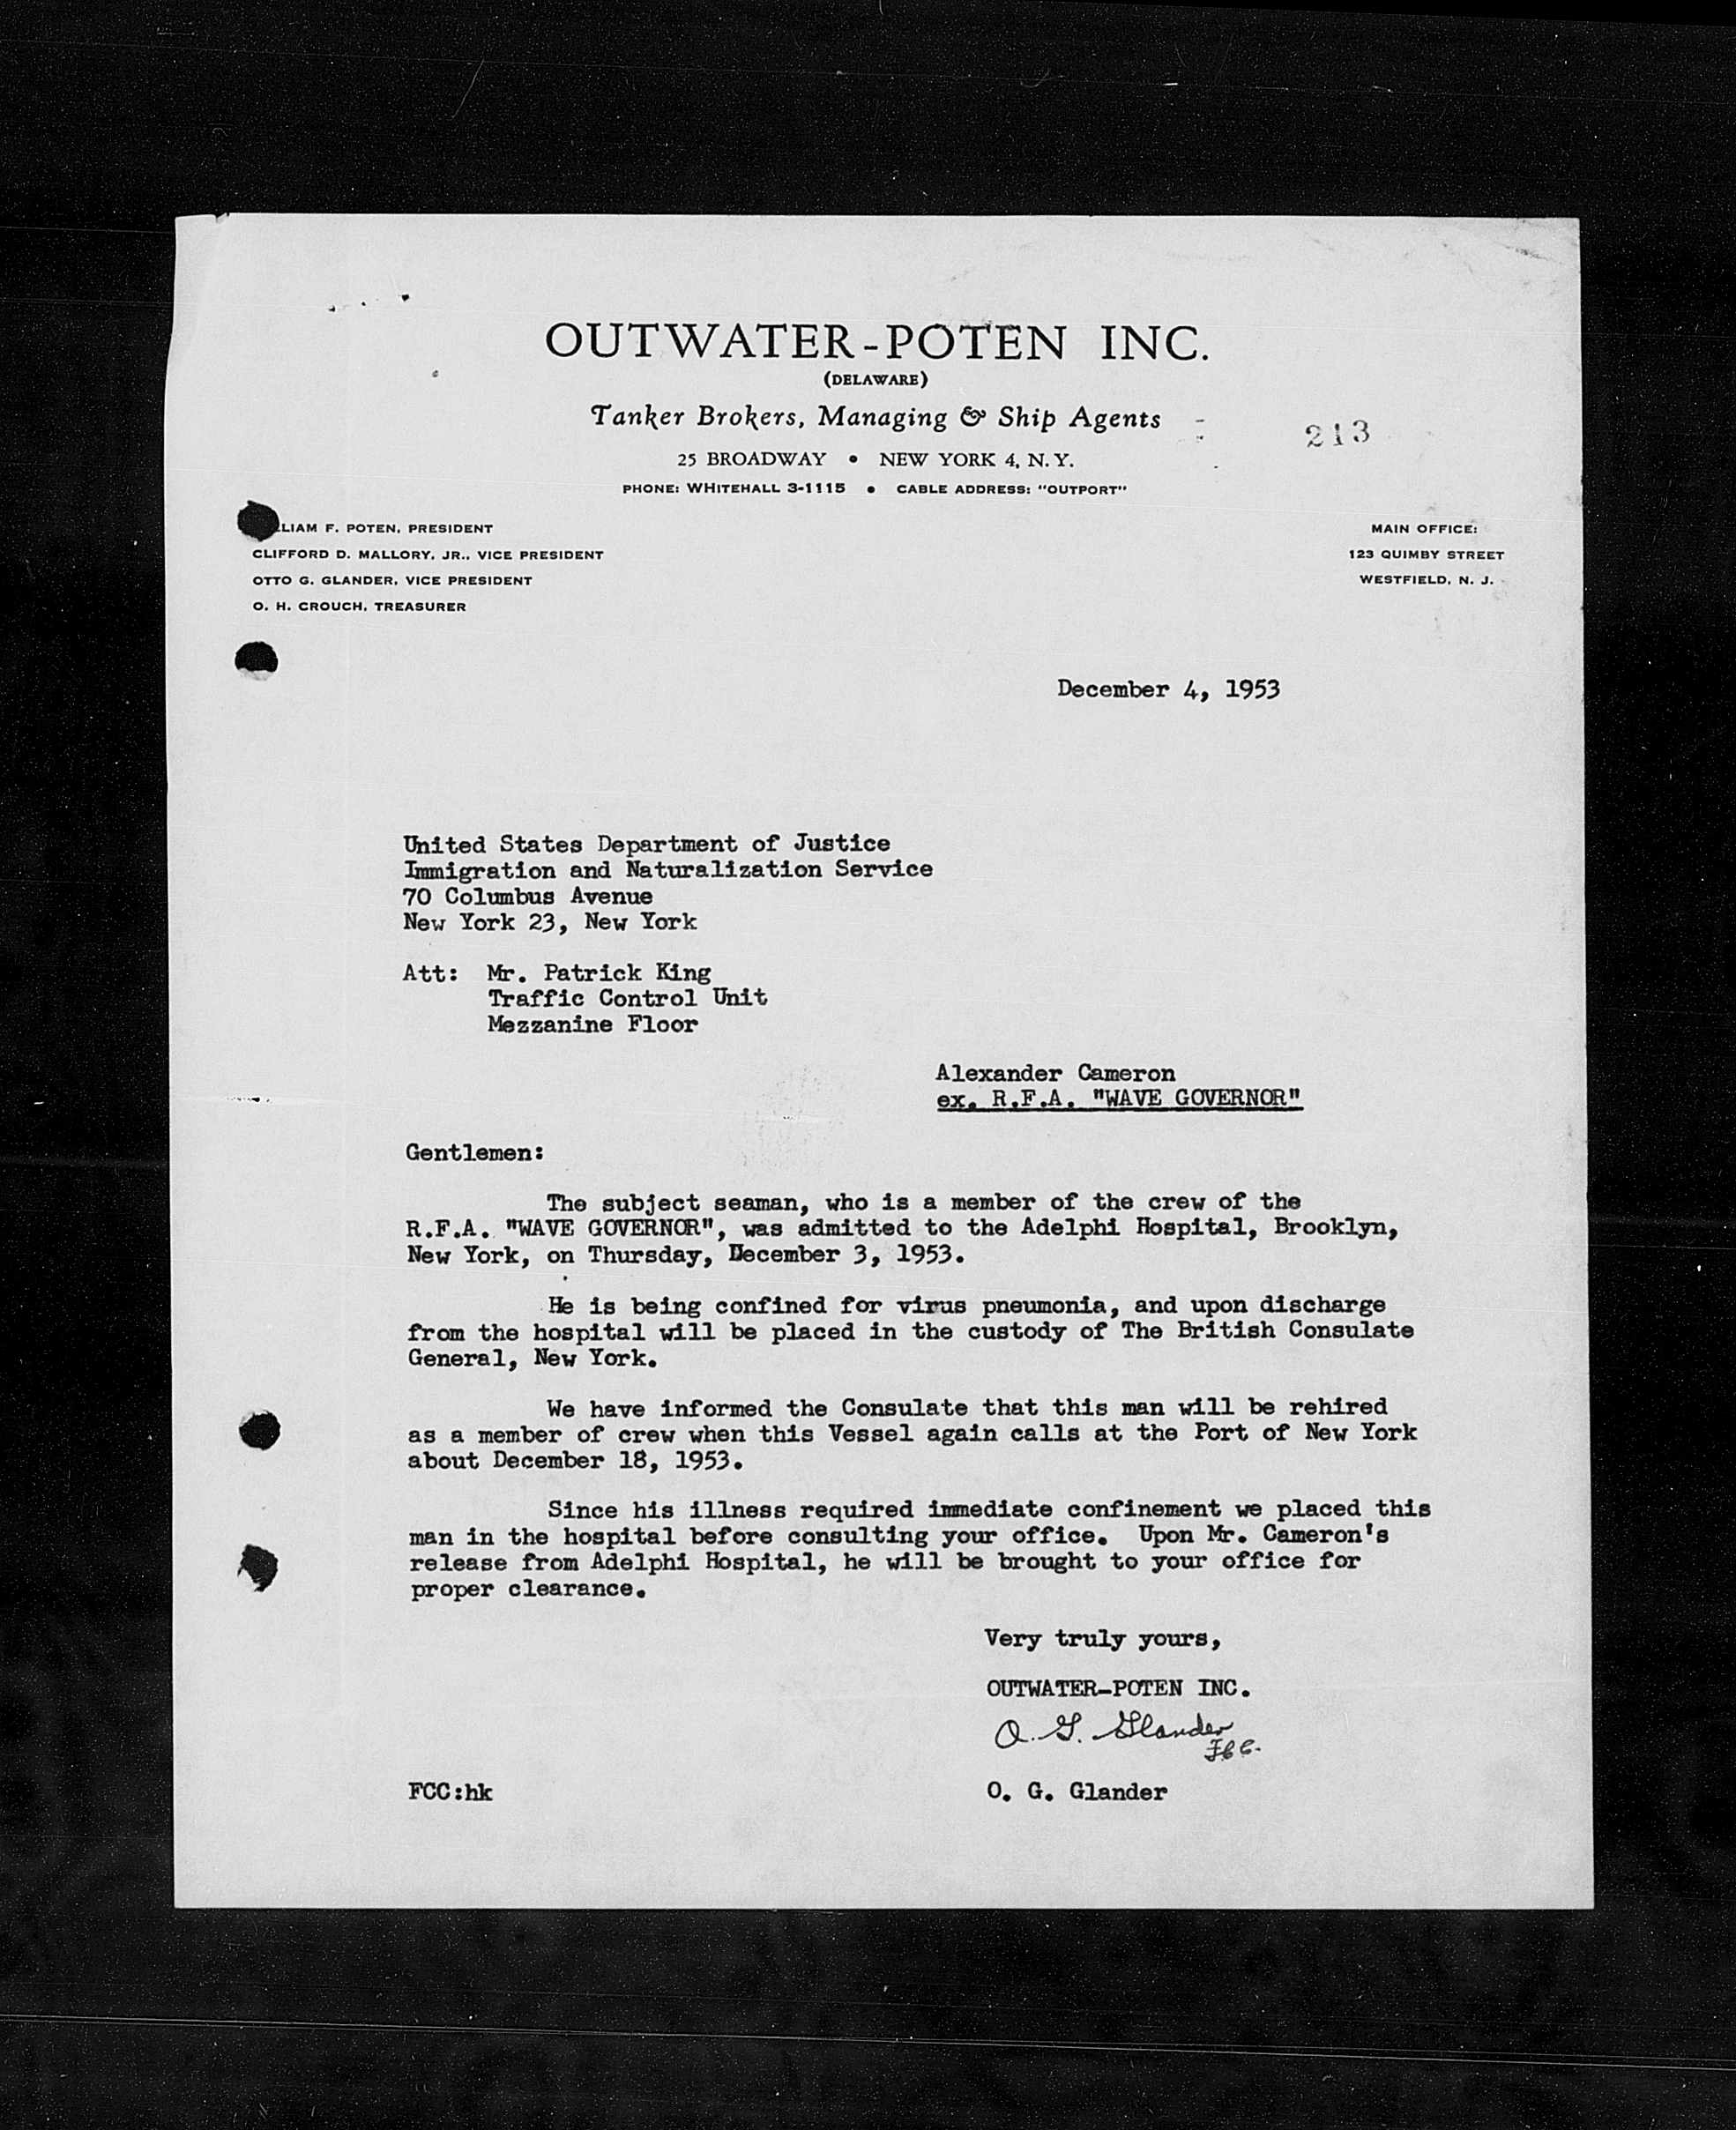 OUTWATER-POTEN INC.
(DELAWARE)
Tanker Brokers, Managing & Ship Agents
213
25 BROADWAY • NEW YORK 4, N. Y.
PHONE: WHITEHALL 3-1115 • CABLE ADDRESS: "OUTPORT"
LIAM F. POTEN, PRESIDENT
CLIFFORD D. MALLORY, JR., VICE PRESIDENT
OTTO G. GLANDER, VICE PRESIDENT
O. H. CROUCH, TREASURER
MAIN OFFICE:
123 QUIMBY STREET
WESTFIELD, N. J.
December 4, 1953
United States Department of Justice
Immigration and Naturalization Service
70 Columbus Avenue
New York 23, New York
Att: Mr. Patrick King
Traffic Control Unit
Mezzanine Floor
Alexander Cameron
ex. R.F.A. "WAVE GOVERNOR"
Gentlemen:
The subject seaman, who is a member of the crew of the
R.F.A. "WAVE GOVERNOR", was admitted to the Adelphi Hospital, Brooklyn,
New York, on Thursday, December 3, 1953.
He is being confined for virus pneumonia, and upon discharge
from the hospital will be placed in the custody of The British Consulate
General, New York.
We have informed the Consulate that this man will be rehired
as a member of crew when this Vessel again calls at the Port of New York
about December 18, 1953.
Since his illness required immediate confinement we placed this
man in the hospital before consulting your office. Upon Mr. Cameron's
release from Adelphi Hospital, he will be brought to your office for
proper clearance.
Very truly yours,
OUTWATER-POTEN INC.
O. G. Glander
FCC:hk
O. G. Glander